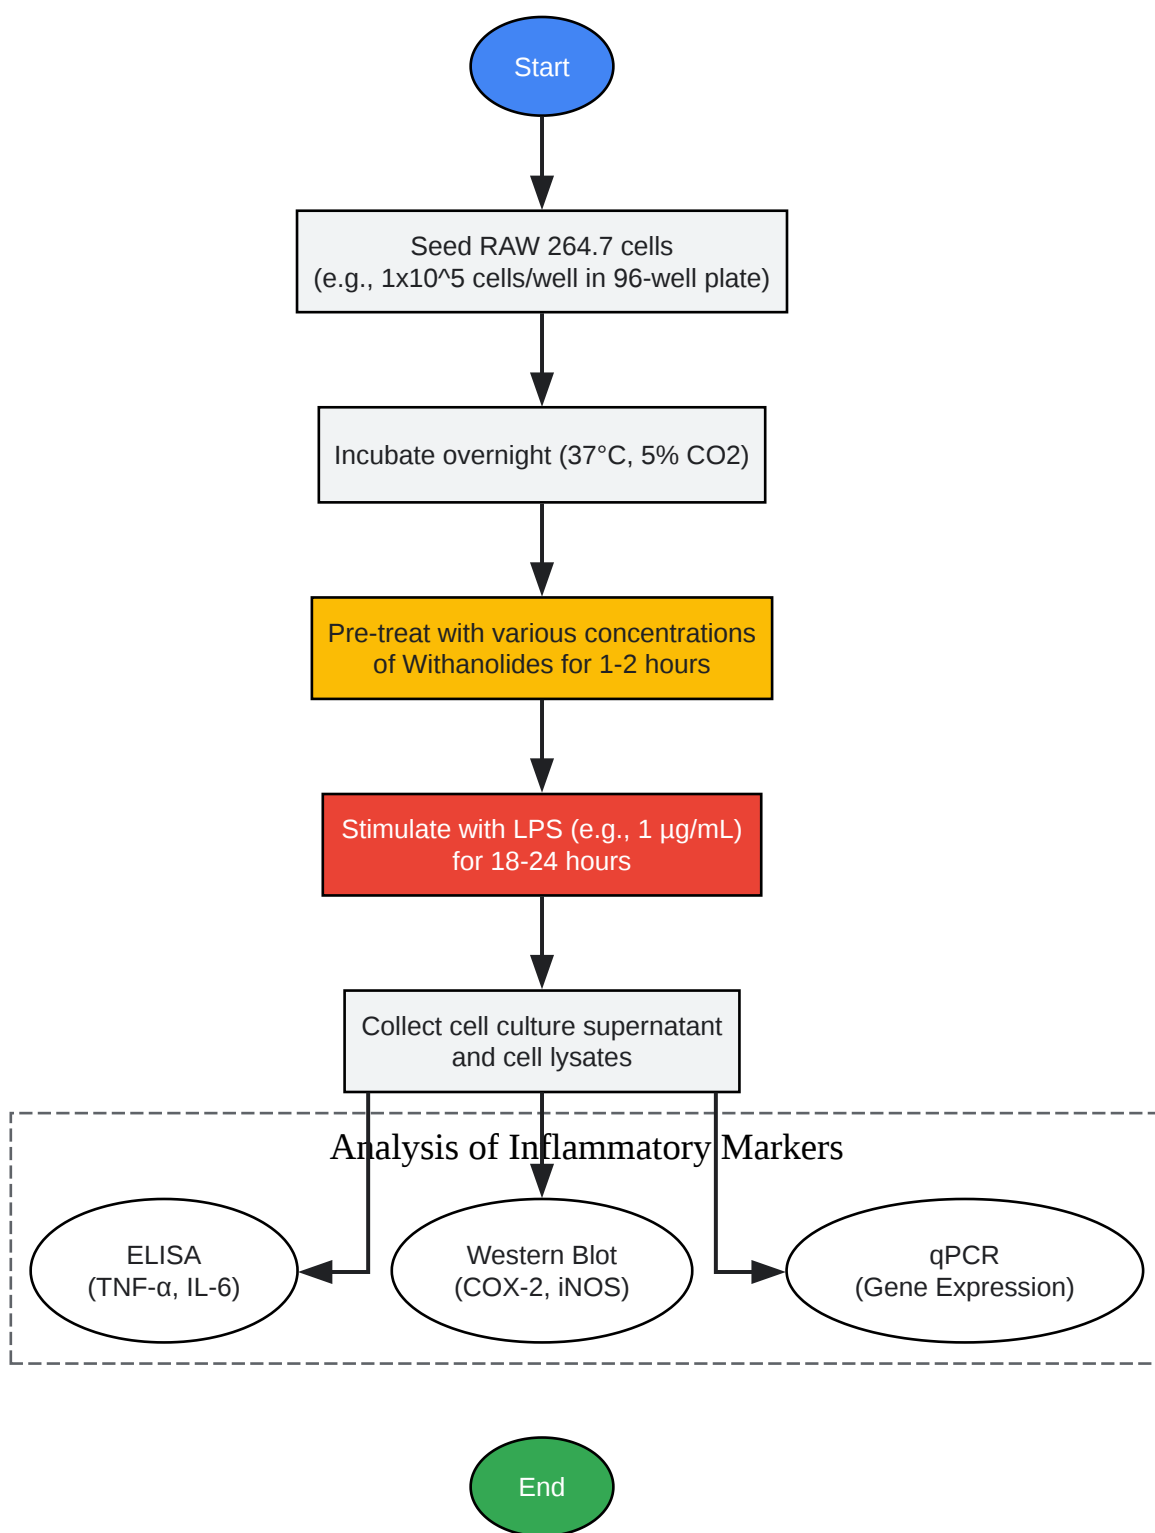 Start
Seed RAW 264.7 cells
(e.g., 1x10^5 cells/well in 96-well plate)
Incubate overnight (37°C, 5% CO2)
Pre-treat with various concentrations
of Withanolides for 1-2 hours
Stimulate with LPS (e.g., 1 µg/mL)
for 18-24 hours
Collect cell culture supernatant
and cell lysates
Analysis of Inflammatory Markers
ELISA
(TNF-α, IL-6)
Western Blot
(COX-2, iNOS)
qPCR
(Gene Expression)
End